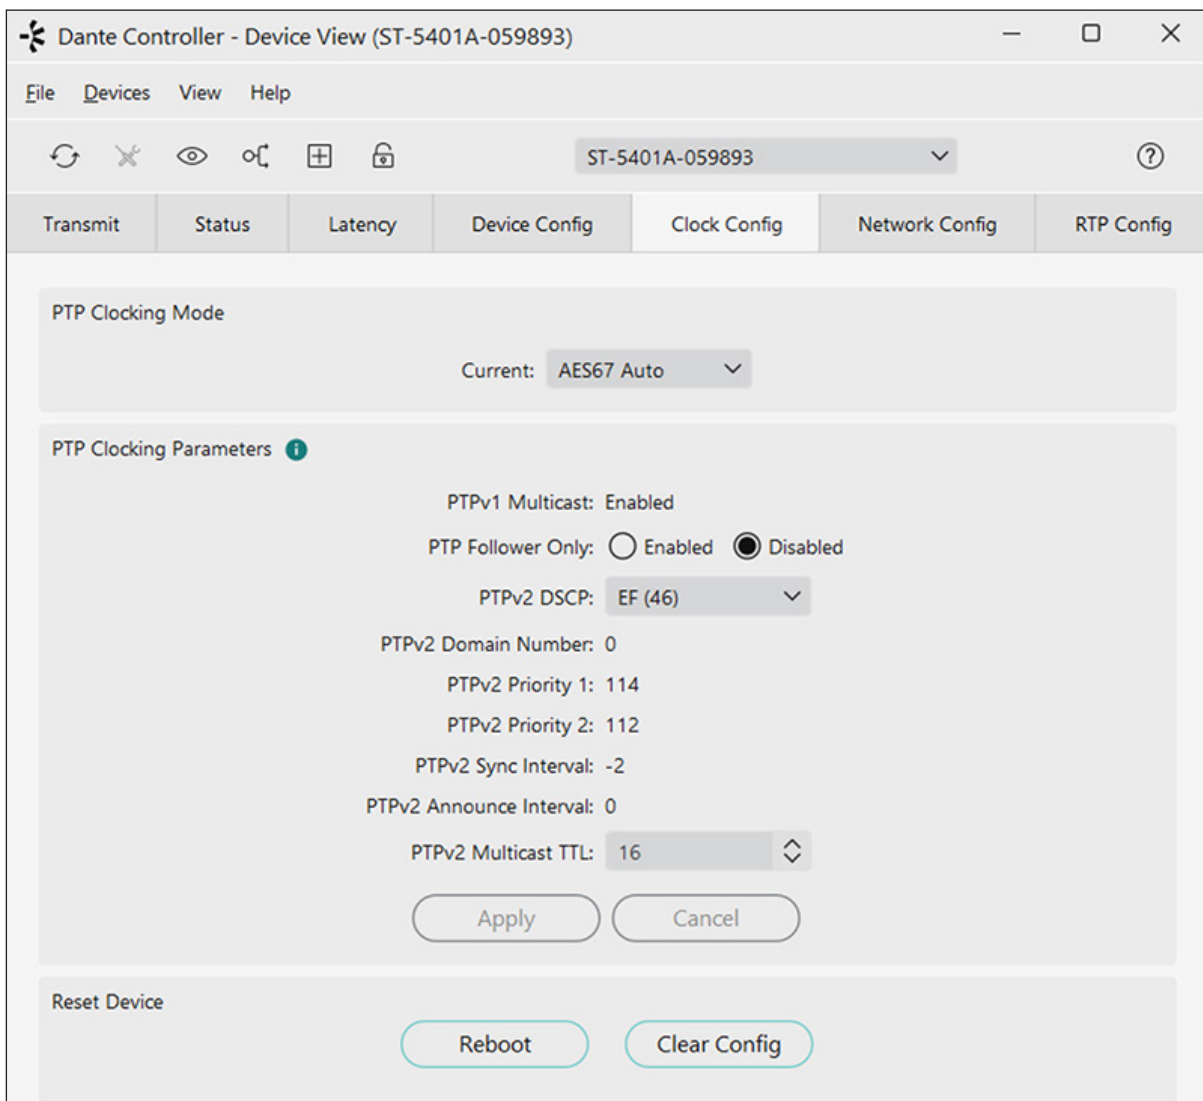 Dante Controller - Device View (ST-5401A-059893)
File Devices View Help
ST-5401A-059893
Transmit Status Latency Device Config Clock Config Network Config RTP Config
PTP Clocking Mode
Current: AES67 Auto
PTP Clocking Parameters
PTPv1 Multicast: Enabled
PTP Follower Only: Enabled Disabled
PTPv2 DSCP: EF (46)
PTPv2 Domain Number: 0
PTPv2 Priority 1: 114
PTPv2 Priority 2: 112
PTPv2 Sync Interval: -2
PTPv2 Announce Interval: 0
PTPv2 Multicast TTL: 16
Apply Cancel
Reset Device
Reboot Clear Config